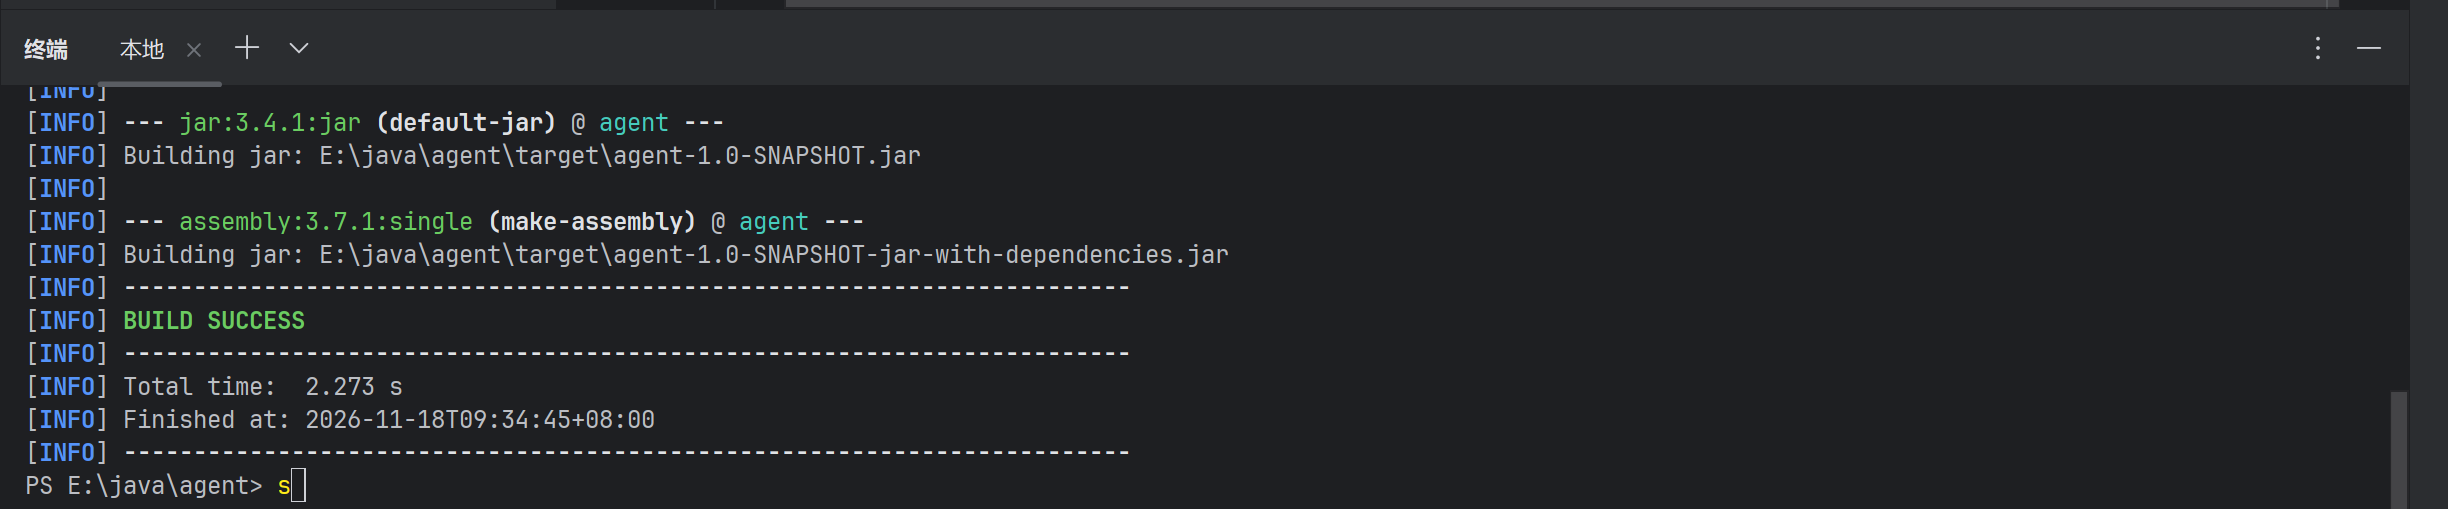 终端 本地
[INFO]
[INFO] --- jar:3.4.1:jar (default-jar) @ agent ---
[INFO] Building jar: E:\java\agent\target\agent-1.0-SNAPSHOT.jar
[INFO]
[INFO] --- assembly:3.7.1:single (make-assembly) @ agent ---
[INFO] Building jar: E:\java\agent\target\agent-1.0-SNAPSHOT-jar-with-dependencies.jar
[INFO] ------------------------------------------------------------------------
[INFO] BUILD SUCCESS
[INFO] ------------------------------------------------------------------------
[INFO] Total time:  2.273 s
[INFO] Finished at: 2026-11-18T09:34:45+08:00
[INFO] ------------------------------------------------------------------------
PS E:\java\agent> s